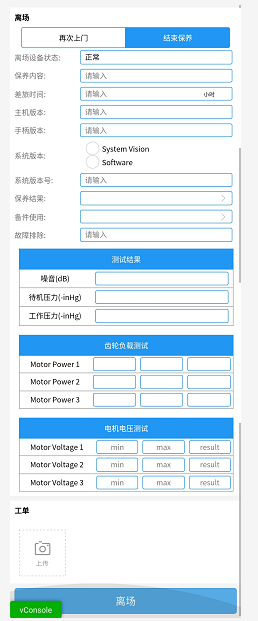 离场
再次上门 结束保养
离场设备状态: 正常
保养内容: 请输入
差旅时间: 请输入 小时
主机版本: 请输入
手柄版本: 请输入
系统版本: System Vision
Software
系统版本号: 请输入
保养结果:
备件使用:
故障排除: 请输入
测试结果
噪音(dB)
待机压力(-inHg)
工作压力(-inHg)
齿轮负载测试
Motor Power 1
Motor Power 2
Motor Power 3
电机电压测试
Motor Voltage 1 min max result
Motor Voltage 2 min max result
Motor Voltage 3 min max result
工单
上传
离场
vConsole